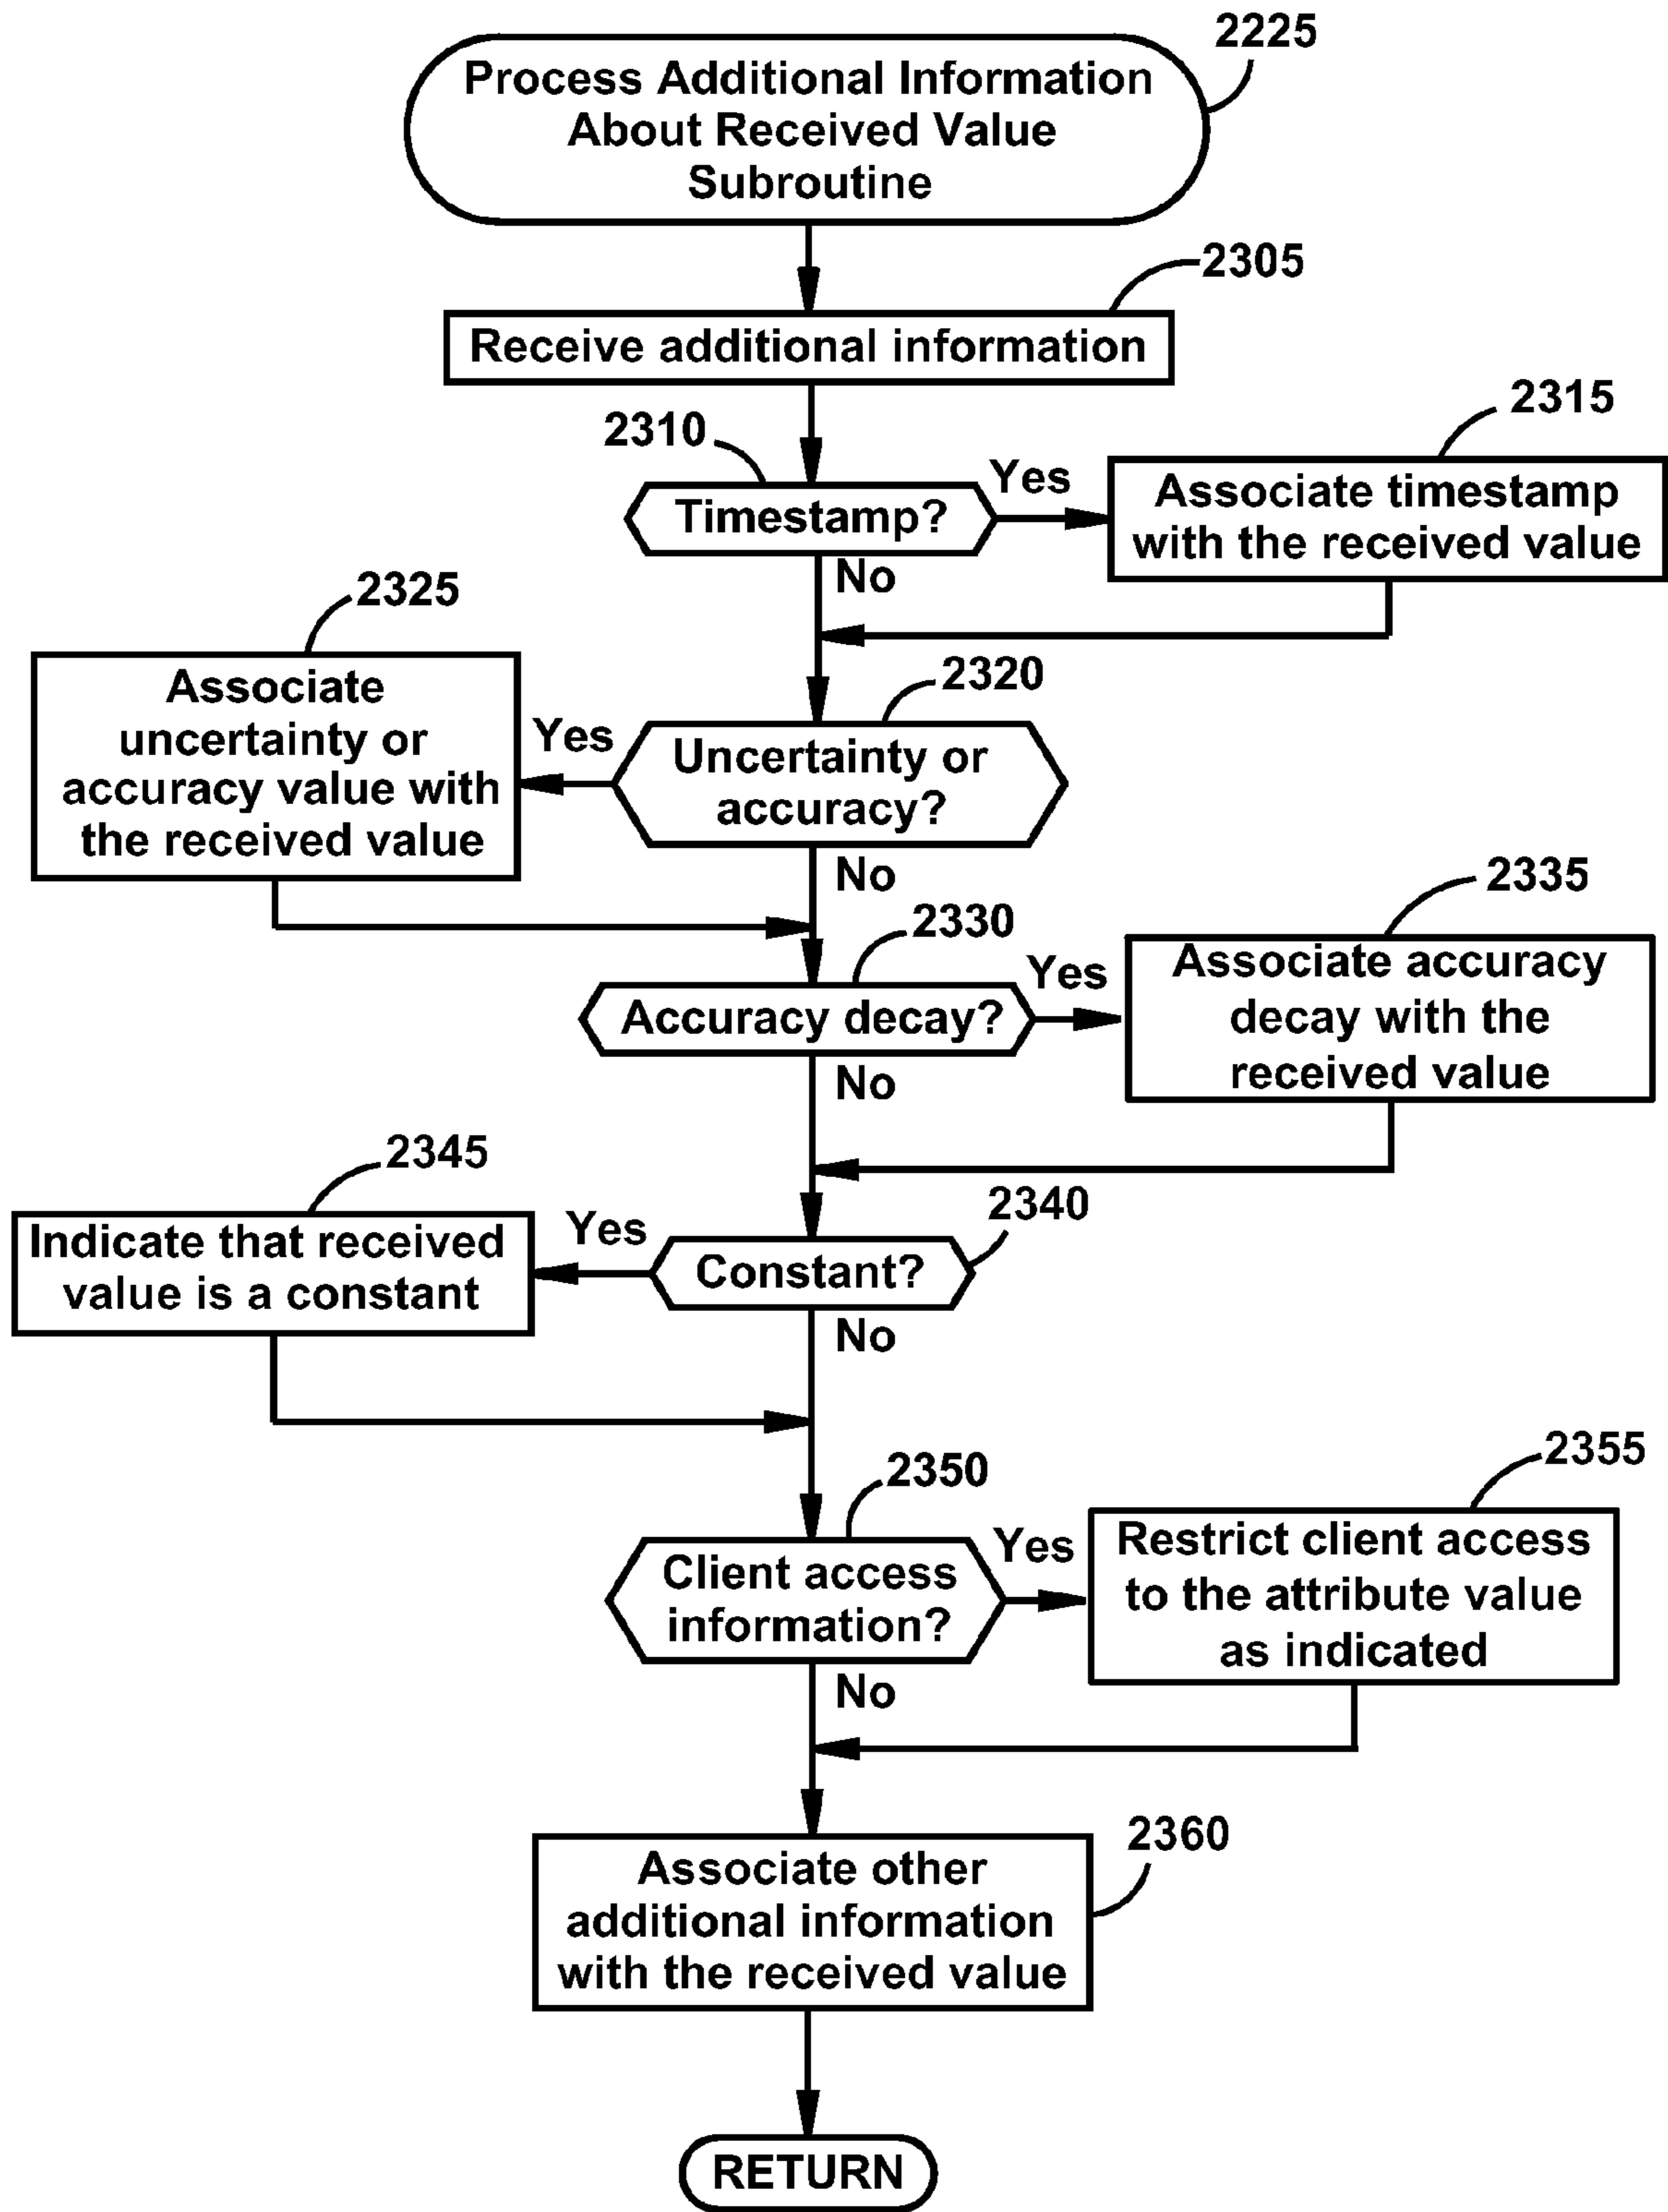 2225
Process Additional Information
About Received Value
Subroutine
2305
Receive additional information
2310
Timestamp?
Yes
2315
Associate timestamp
with the received value
No
2325
Associate
uncertainty or
accuracy value with
the received value
Yes
2320
Uncertainty or
accuracy?
No
2330
Accuracy decay?
Yes
2335
Associate accuracy
decay with the
received value
No
2345
Indicate that received
value is a constant
Yes
2340
Constant?
No
2350
Client access
information?
Yes
2355
Restrict client access
to the attribute value
as indicated
No
2360
Associate other
additional information
with the received value
RETURN